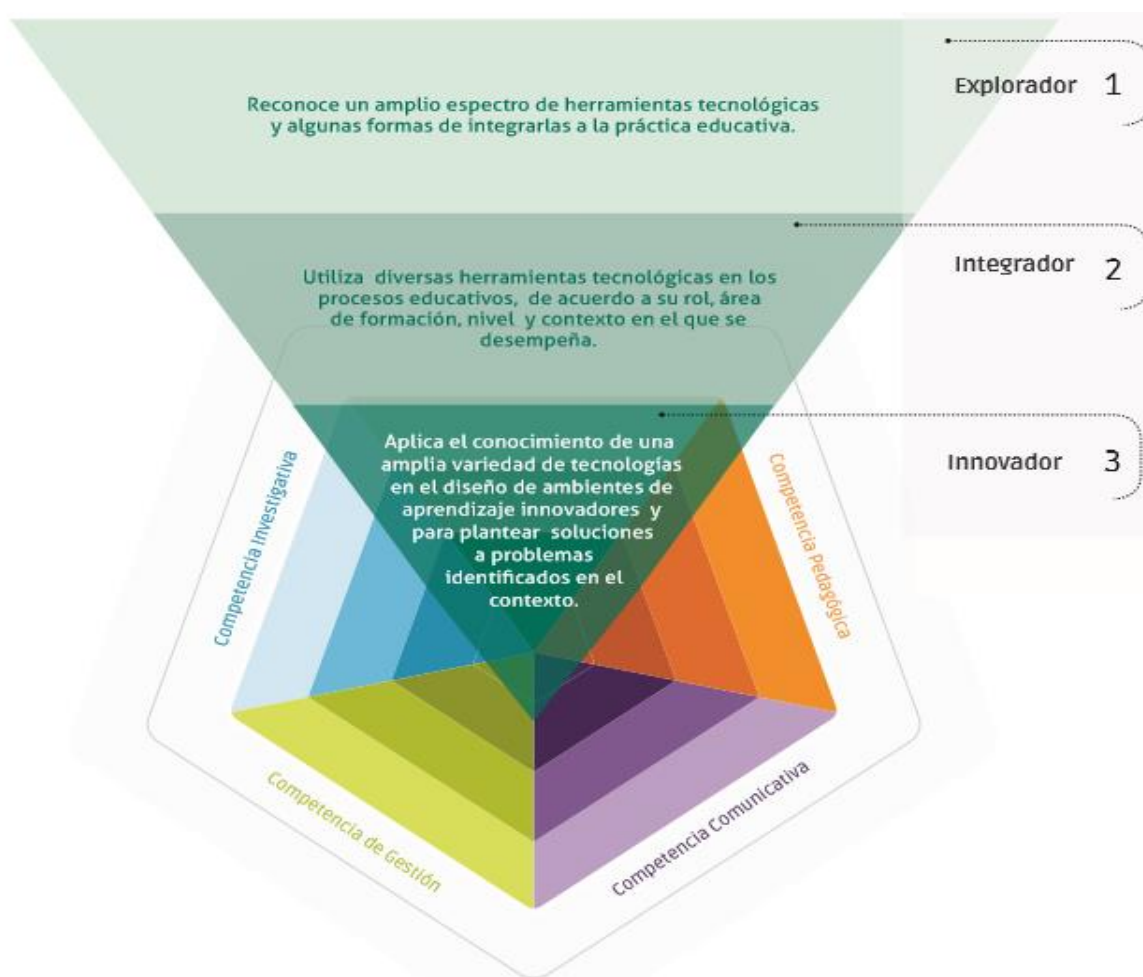 Reconoce un amplio espectro de herramientas tecnológicas
y algunas formas de integrarlas a la práctica educativa.
Explorador 1
Utiliza diversas herramientas tecnológicas en los
procesos educativos, de acuerdo a su rol, área
de formación, nivel y contexto en el que se
desempeña.
Integrador 2
Aplica el conocimiento de una
amplia variedad de tecnologías
en el diseño de ambientes de
aprendizaje innovadores y
para plantear soluciones
a problemas
identificados en el
contexto.
Innovador 3
Competencia Investigativa
Competencia Pedagógica
Competencia de Gestión
Competencia Comunicativa